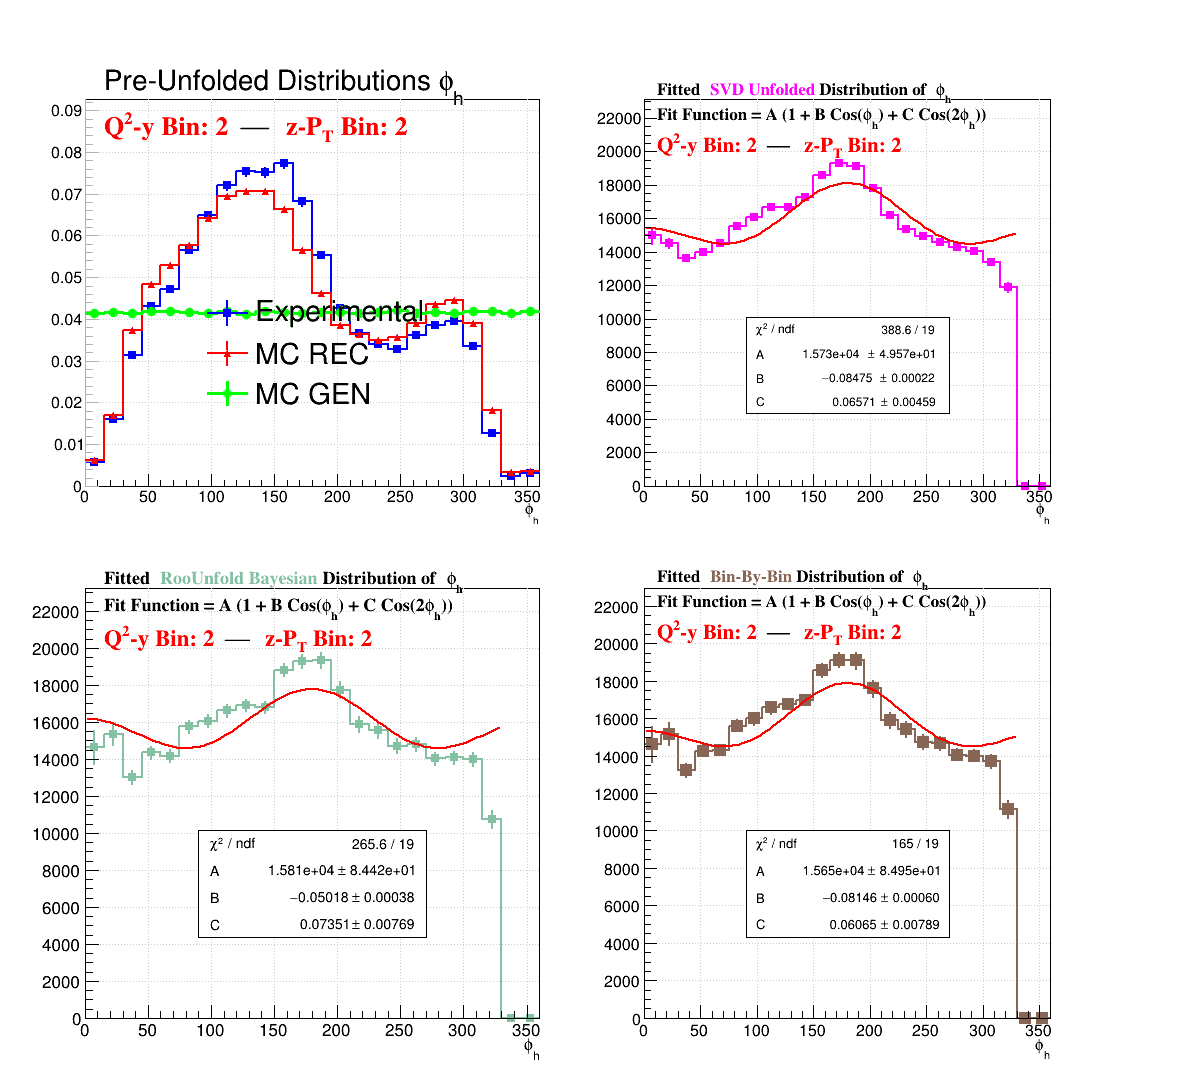 Pre-Unfolded Distributions ϕh
Q2-y Bin: 2 — z-PT Bin: 2
0.09
0.08
0.07
0.06
0.05
0.04
0.03
0.02
0.01
0
Experimental
MC REC
MC GEN
0 50 100 150 200 250 300 350
ϕh
Fitted SVD Unfolded Distribution of ϕh
Fit Function = A (1 + B Cos(ϕh) + C Cos(2ϕh))
Q2-y Bin: 2 — z-PT Bin: 2
22000
20000
18000
16000
14000
12000
10000
8000
6000
4000
2000
0
χ2 / ndf 388.6 / 19
A 1.573e+04 ± 4.957e+01
B −0.08475 ± 0.00022
C 0.06571 ± 0.00459
0 50 100 150 200 250 300 350
ϕh
Fitted RooUnfold Bayesian Distribution of ϕh
Fit Function = A (1 + B Cos(ϕh) + C Cos(2ϕh))
Q2-y Bin: 2 — z-PT Bin: 2
22000
20000
18000
16000
14000
12000
10000
8000
6000
4000
2000
0
χ2 / ndf 265.6 / 19
A 1.581e+04 ± 8.442e+01
B −0.05018 ± 0.00038
C 0.07351 ± 0.00769
0 50 100 150 200 250 300 350
ϕh
Fitted Bin-By-Bin Distribution of ϕh
Fit Function = A (1 + B Cos(ϕh) + C Cos(2ϕh))
Q2-y Bin: 2 — z-PT Bin: 2
22000
20000
18000
16000
14000
12000
10000
8000
6000
4000
2000
0
χ2 / ndf 165 / 19
A 1.565e+04 ± 8.495e+01
B −0.08146 ± 0.00060
C 0.06065 ± 0.00789
0 50 100 150 200 250 300 350
ϕh